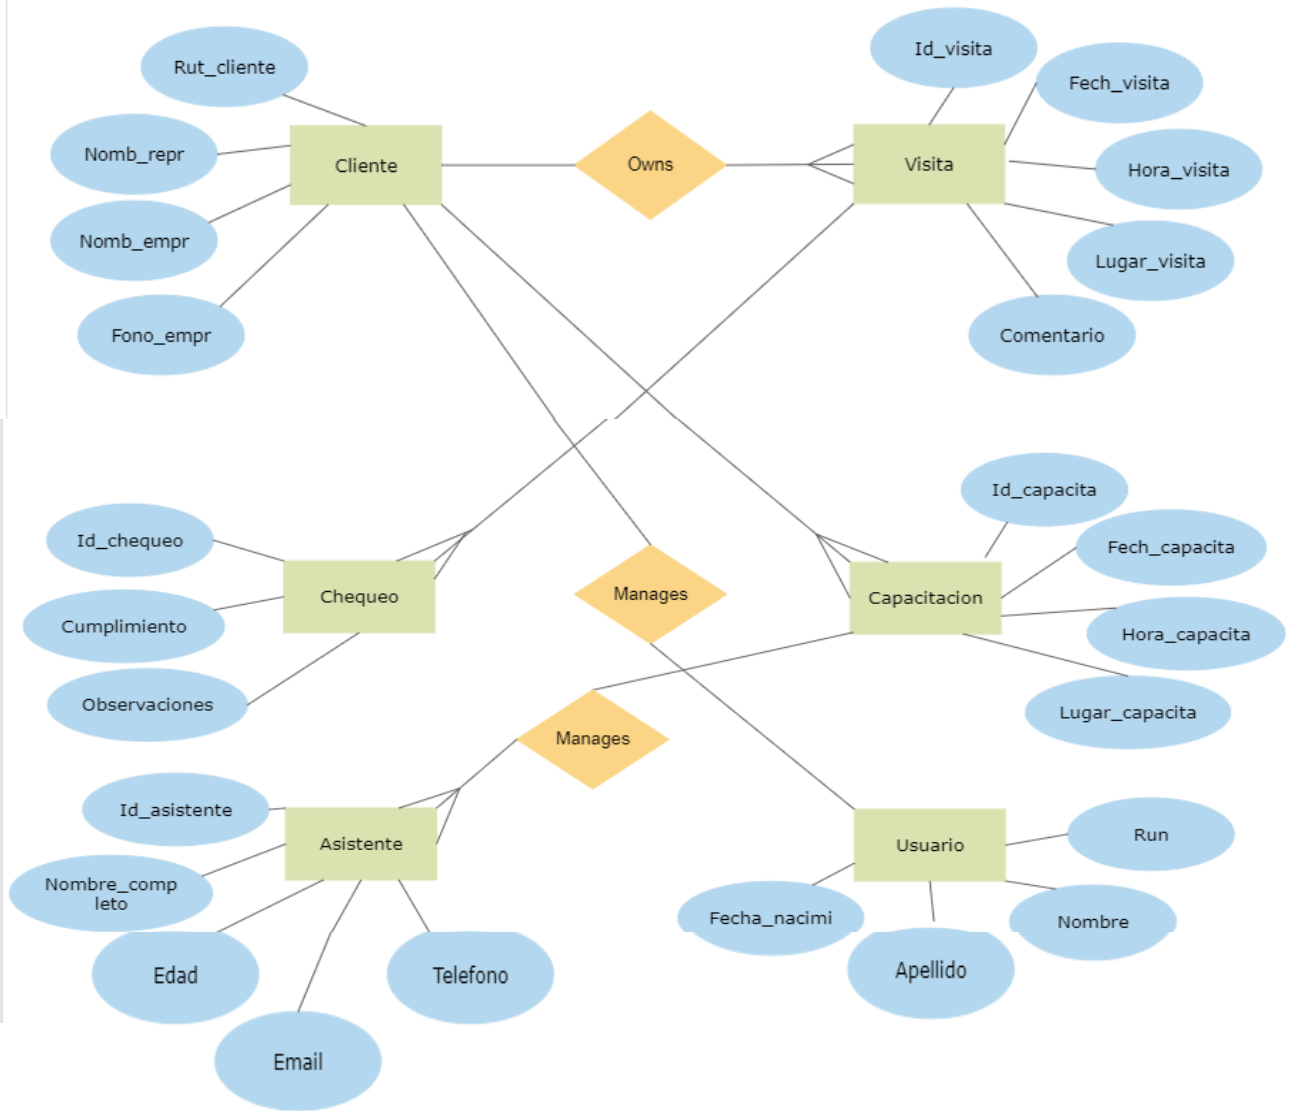 Id_visita
Rut_cliente
Fech_visita
Nomb_repr
Cliente
Owns
Visita
Hora_visita
Nomb_empr
Lugar_visita
Fono_empr
Comentario
Id_capacita
Id_chequeo
Fech_capacita
Chequeo
Manages
Capacitacion
Cumplimiento
Hora_capacita
Observaciones
Lugar_capacita
Manages
Id_asistente
Asistente
Usuario
Run
Nombre_comp
leto
Fecha_nacimi
Nombre
Edad
Telefono
Apellido
Email